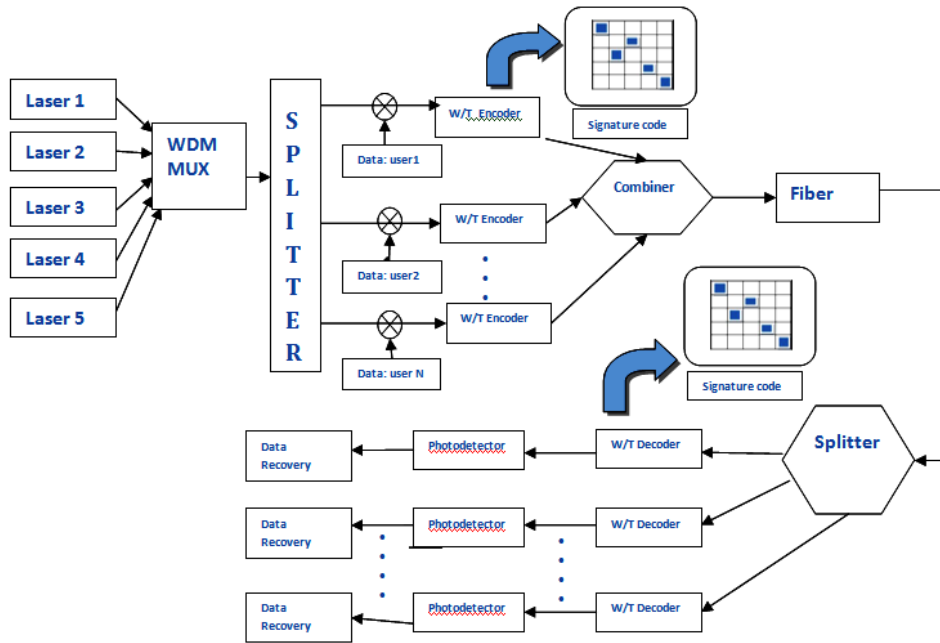 Laser 1
Laser 2
Laser 3
Laser 4
Laser 5
WDM
MUX
S
P
L
I
T
T
E
R
Data: user1
W/T Encoder
Signature code
Data: user2
W/T Encoder
Data: user N
W/T Encoder
Combiner
Fiber
Signature code
Splitter
W/T Decoder
Photodetector
Data
Recovery
W/T Decoder
Photodetector
Data
Recovery
W/T Decoder
Photodetector
Data
Recovery